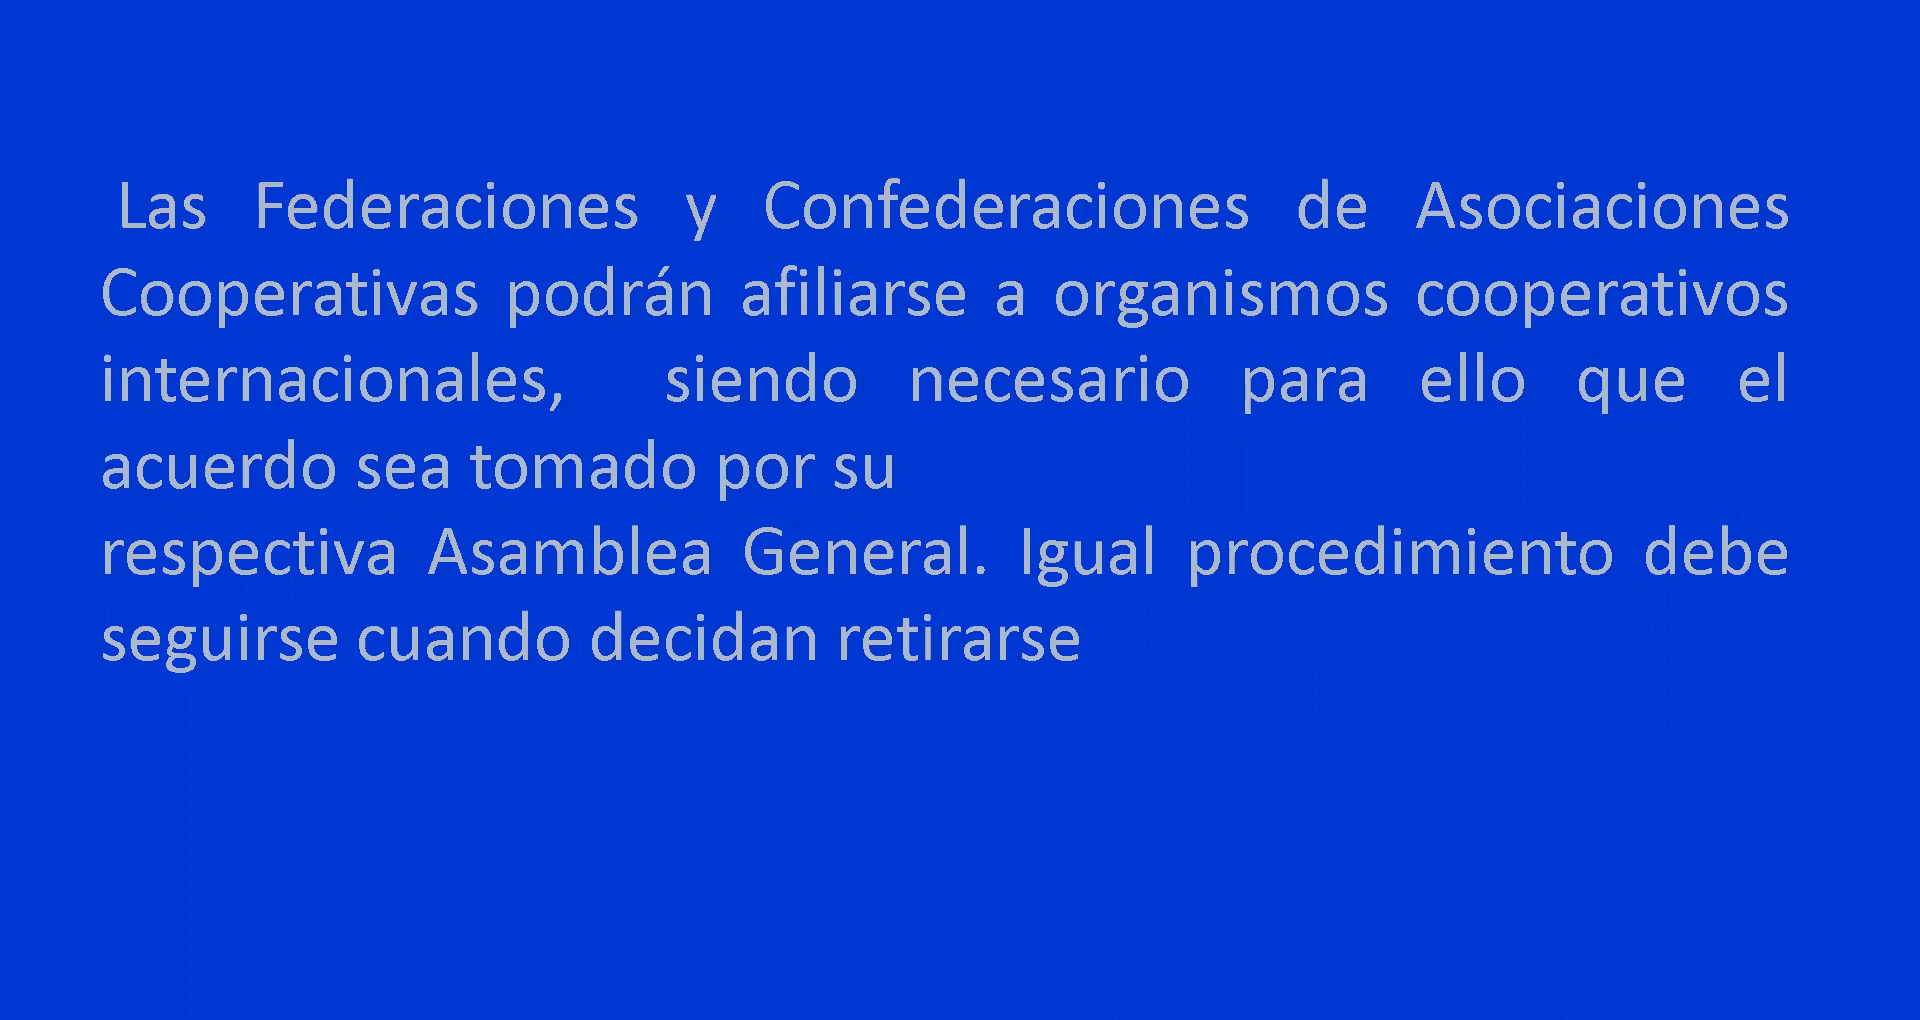 Las Federaciones y Confederaciones de Asociaciones
Cooperativas podrán afiliarse a organismos cooperativos
internacionales, siendo necesario para ello que el
acuerdo sea tomado por su
respectiva Asamblea General. Igual procedimiento debe
seguirse cuando decidan retirarse